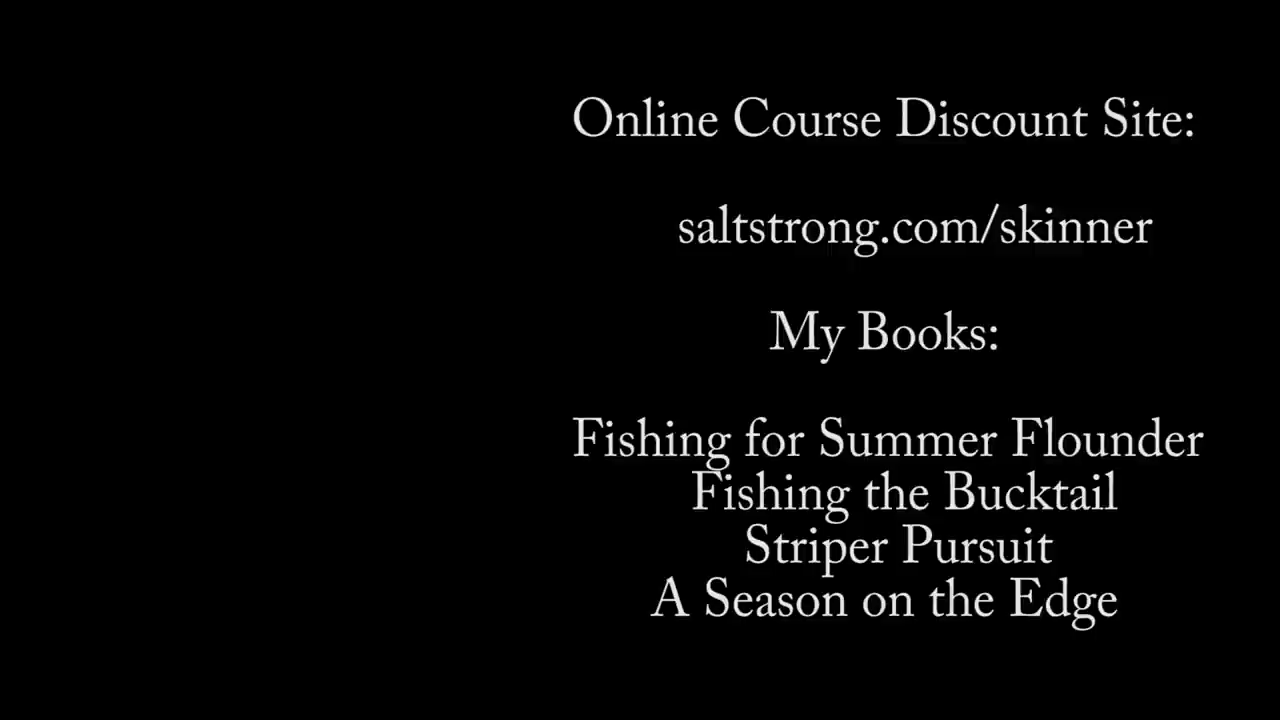 Online Course Discount Site:
saltstrong.com/skinner
My Books:
Fishing for Summer Flounder
Fishing the Bucktail
Striper Pursuit
A Season on the Edge